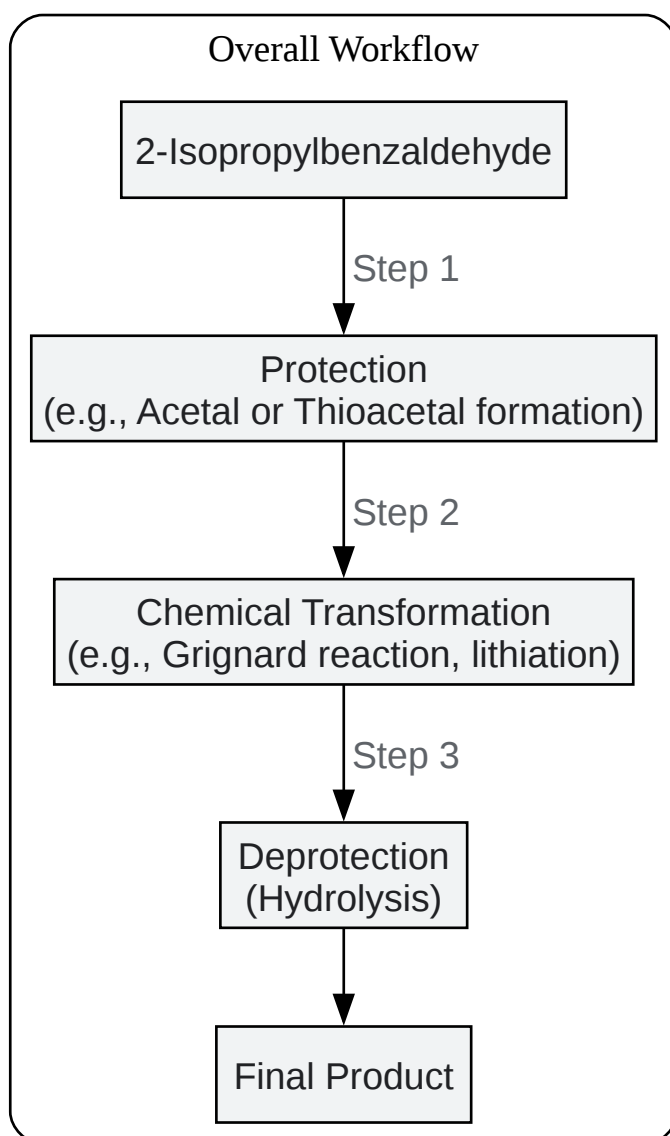 Overall Workflow
2-Isopropylbenzaldehyde
Step 1
Protection
(e.g., Acetal or Thioacetal formation)
Step 2
Chemical Transformation
(e.g., Grignard reaction, lithiation)
Step 3
Deprotection
(Hydrolysis)
Final Product